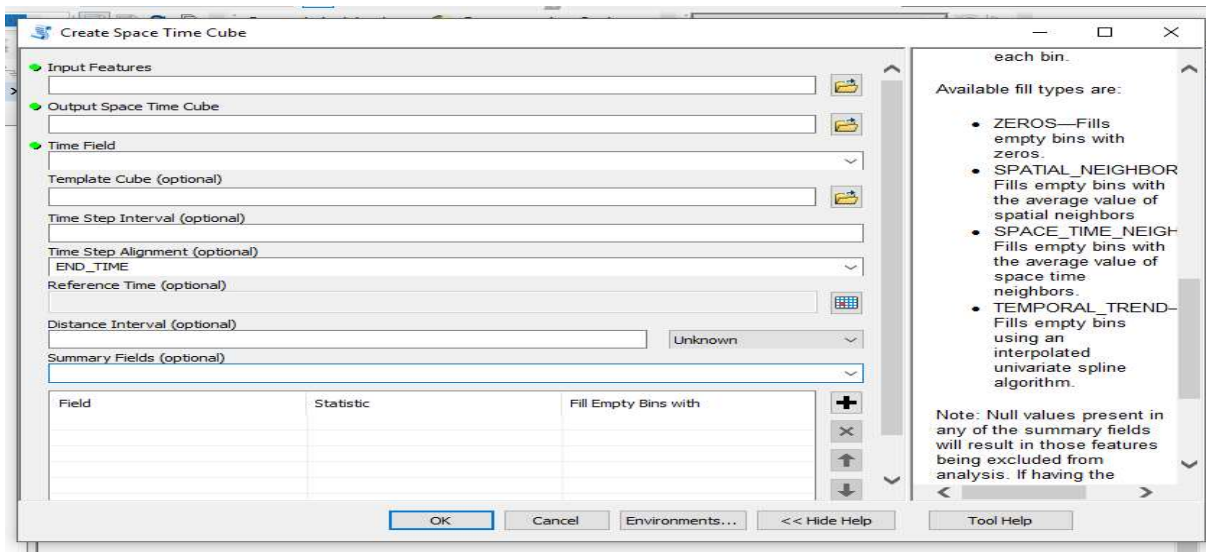 Create Space Time Cube
Input Features
Output Space Time Cube
Time Field
Template Cube (optional)
Time Step Interval (optional)
Time Step Alignment (optional)
END_TIME
Reference Time (optional)
Distance Interval (optional)
Unknown
Summary Fields (optional)
Field Statistic Fill Empty Bins with
OK Cancel Environments... << Hide Help Tool Help
each bin.
Available fill types are:
• ZEROS—Fills
empty bins with
zeros.
• SPATIAL_NEIGHBOR
Fills empty bins with
the average value of
spatial neighbors
• SPACE_TIME_NEIGH
Fills empty bins with
the average value of
space time
neighbors.
• TEMPORAL_TREND—
Fills empty bins
using an
interpolated
univariate spline
algorithm.
Note: Null values present in
any of the summary fields
will result in those features
being excluded from
analysis. If having the